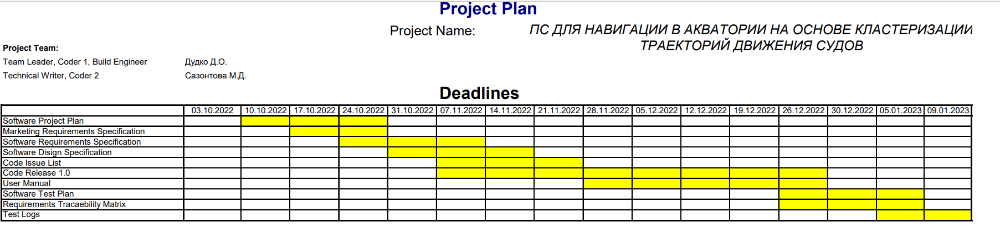 Project Plan
Project Name: ПС ДЛЯ НАВИГАЦИИ В АКВАТОРИИ НА ОСНОВЕ КЛАСТЕРИЗАЦИИ
ТРАЕКТОРИЙ ДВИЖЕНИЯ СУДОВ
Project Team:
Team Leader, Coder 1, Build Engineer Дудко Д.О.
Technical Writer, Coder 2 Сазонтова М.Д.
Deadlines
03.10.2022 10.10.2022 17.10.2022 24.10.2022 31.10.2022 07.11.2022 14.11.2022 21.11.2022 28.11.2022 05.12.2022 12.12.2022 19.12.2022 26.12.2022 30.12.2022 05.01.2023 09.01.2023
Software Project Plan
Marketing Requirements Specification
Software Requirements Specification
Software Disign Specification
Code Issue List
Code Release 1.0
User Manual
Software Test Plan
Requirements Tracaebility Matrix
Test Logs